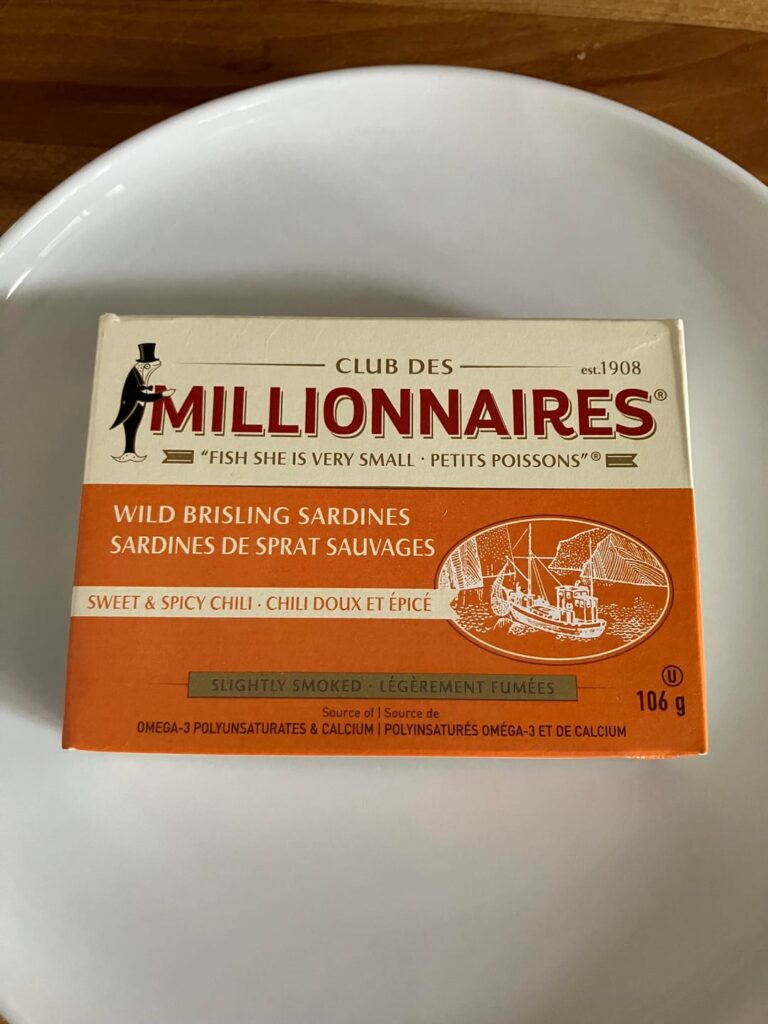 CLUB DES
est.1908
MILLIONNAIRES®
"FISH SHE IS VERY SMALL · PETITS POISSONS"®
WILD BRISLING SARDINES
SARDINES DE SPRAT SAUVAGES
SWEET & SPICY CHILI · CHILI DOUX ET ÉPICÉ
SLIGHTLY SMOKED · LÉGÈREMENT FUMÉES
U
106 g
Source of | Source de
OMEGA-3 POLYUNSATURATES & CALCIUM | POLYINSATURÉS OMÉGA-3 ET DE CALCIUM